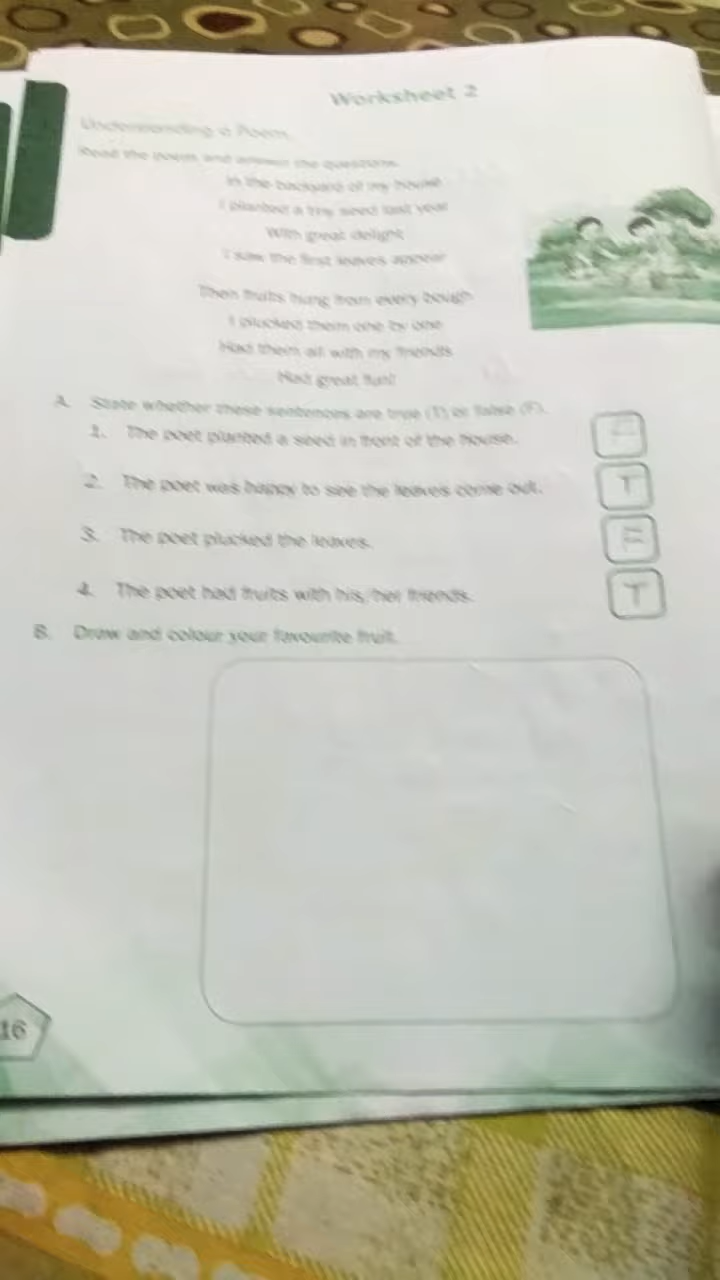 Worksheet 2
Understanding a Poem
Read the poem and answer the questions.
In the backyard of my house
I planted a tiny seed last year
With great delight
I saw the first leaves appear
Then fruits hung from every bough
I plucked them one by one
Had them all with my friends
Had great fun!
A. State whether these sentences are true (T) or false (F).
1. The poet planted a seed in front of the house. F
2. The poet was happy to see the leaves come out. T
3. The poet plucked the leaves. F
4. The poet had fruits with his/her friends. T
B. Draw and colour your favourite fruit.
16